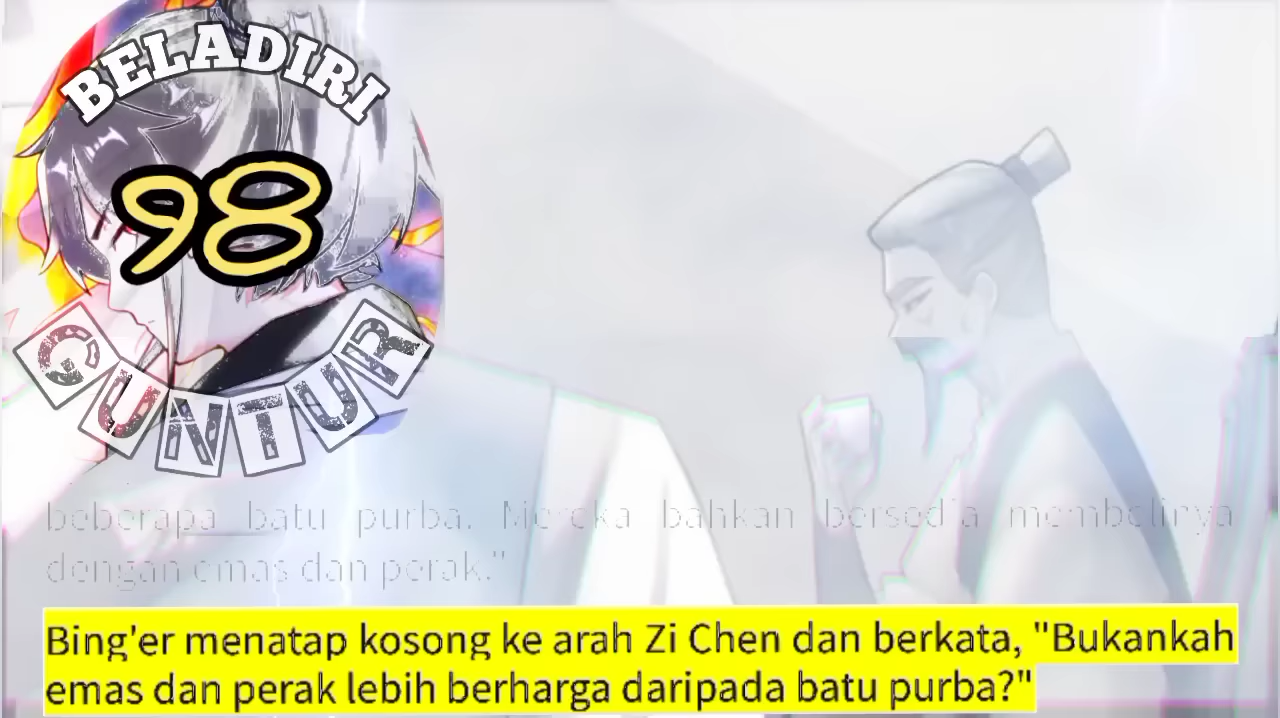 BELADIRI
98
GUNTUR
beberapa batu purba. Mereka bahkan bersedia membelinya
dengan emas dan perak."
Bing'er menatap kosong ke arah Zi Chen dan berkata, "Bukankah
emas dan perak lebih berharga daripada batu purba?"